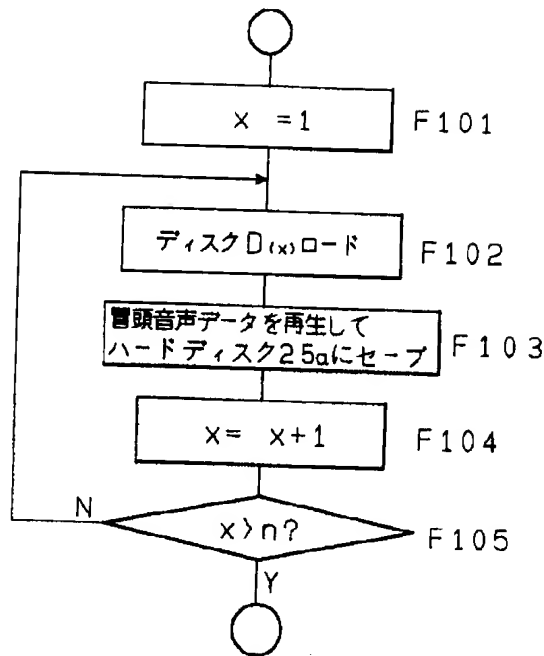 x =1
F101
ディスクD(x)ロード
F102
冒頭音声データを再生して
ハードディスク25aにセーブ
F103
x= x+1
F104
N
x>n?
F105
Y